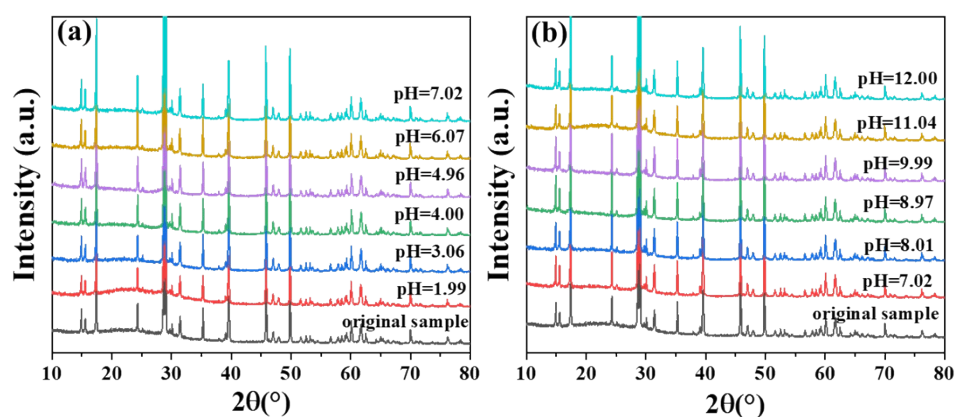 (a)
Intensity (a.u.)
pH=7.02
pH=6.07
pH=4.96
pH=4.00
pH=3.06
pH=1.99
original sample
10 20 30 40 50 60 70 80
2θ(°)
(b)
Intensity (a.u.)
pH=12.00
pH=11.04
pH=9.99
pH=8.97
pH=8.01
pH=7.02
original sample
10 20 30 40 50 60 70 80
2θ(°)